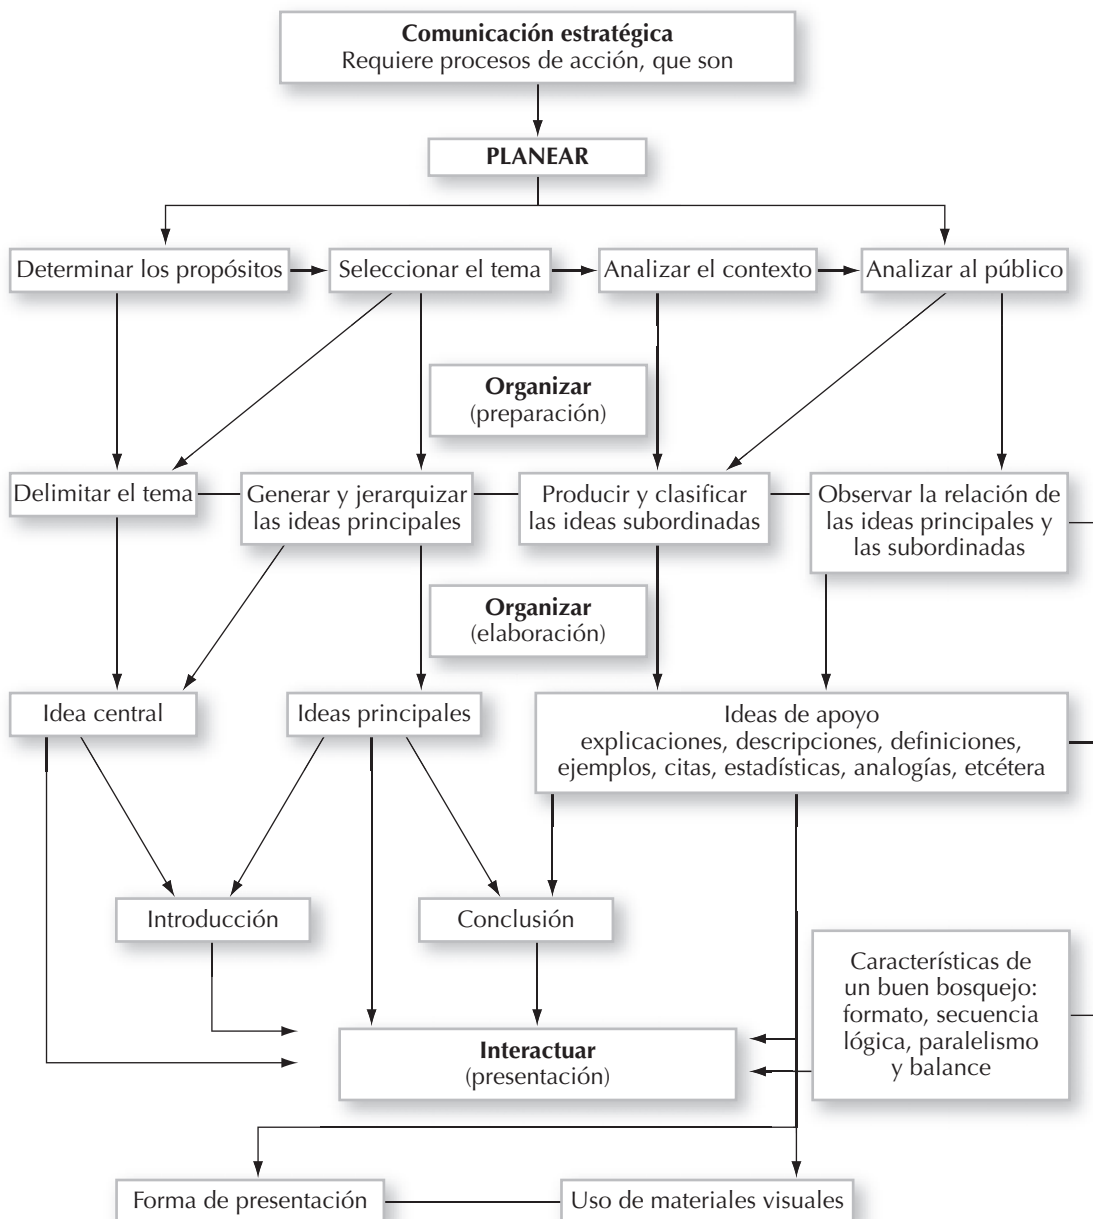 Comunicación estratégica
Requiere procesos de acción, que son
PLANEAR
Determinar los propósitos
Seleccionar el tema
Analizar el contexto
Analizar al público
Organizar
(preparación)
Delimitar el tema
Generar y jerarquizar
las ideas principales
Producir y clasificar
las ideas subordinadas
Observar la relación de
las ideas principales y
las subordinadas
Organizar
(elaboración)
Idea central
Ideas principales
Ideas de apoyo
explicaciones, descripciones, definiciones,
ejemplos, citas, estadísticas, analogías, etcétera
Introducción
Conclusión
Características de
un buen bosquejo:
formato, secuencia
lógica, paralelismo
y balance
Interactuar
(presentación)
Forma de presentación
Uso de materiales visuales